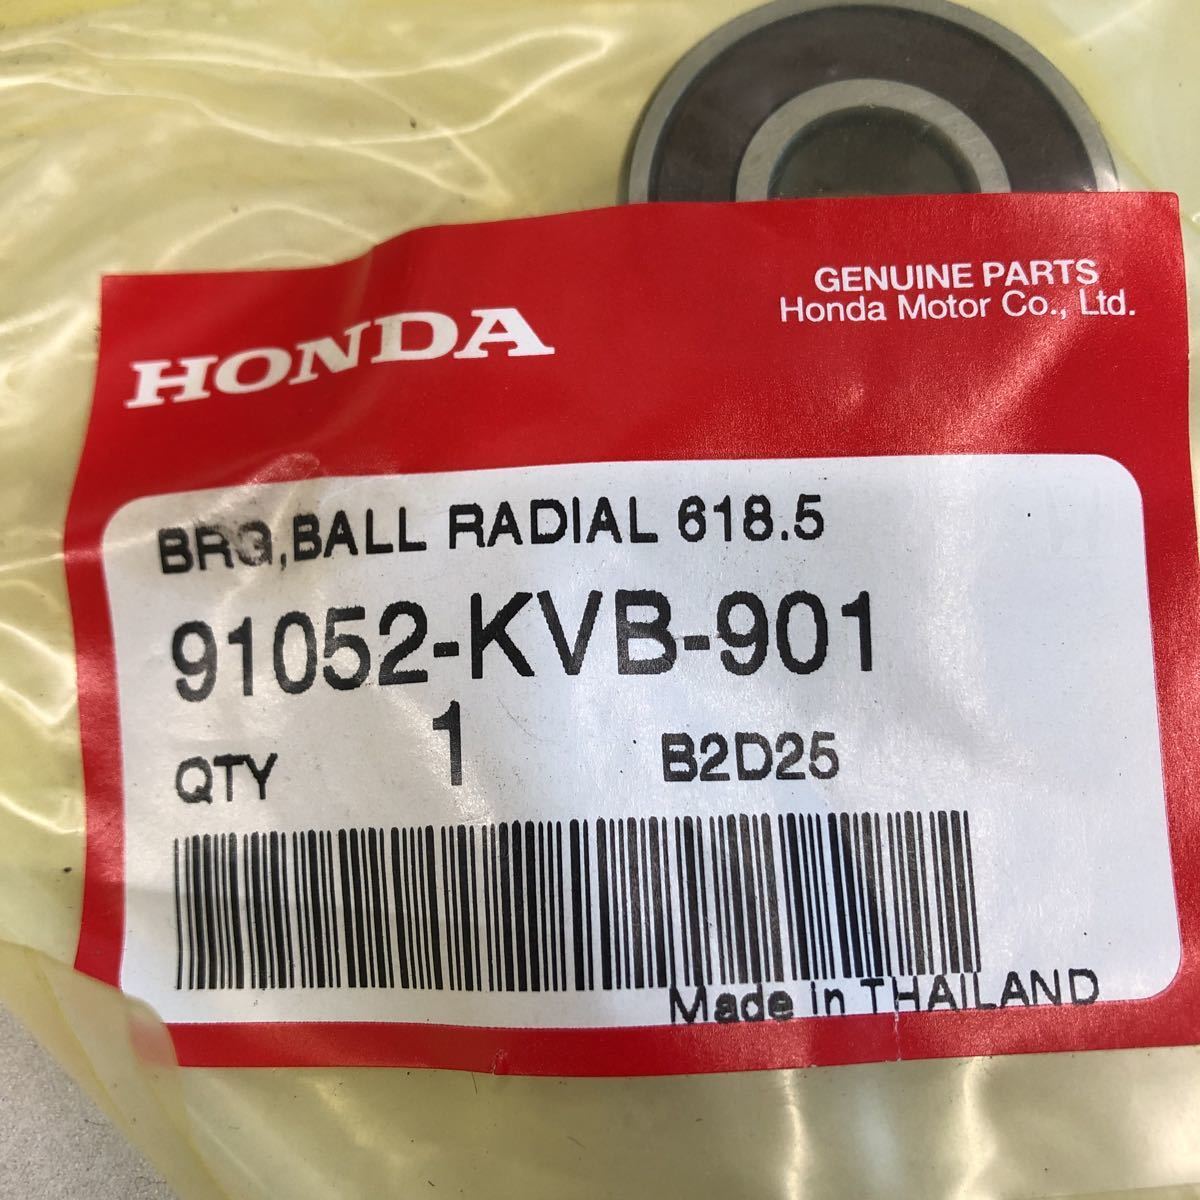 HONDA
GENUINE PARTS
Honda Motor Co., Ltd.
BRG,BALL RADIAL 618.5
91052-KVB-901
QTY 1 B2D25
Made in THAILAND